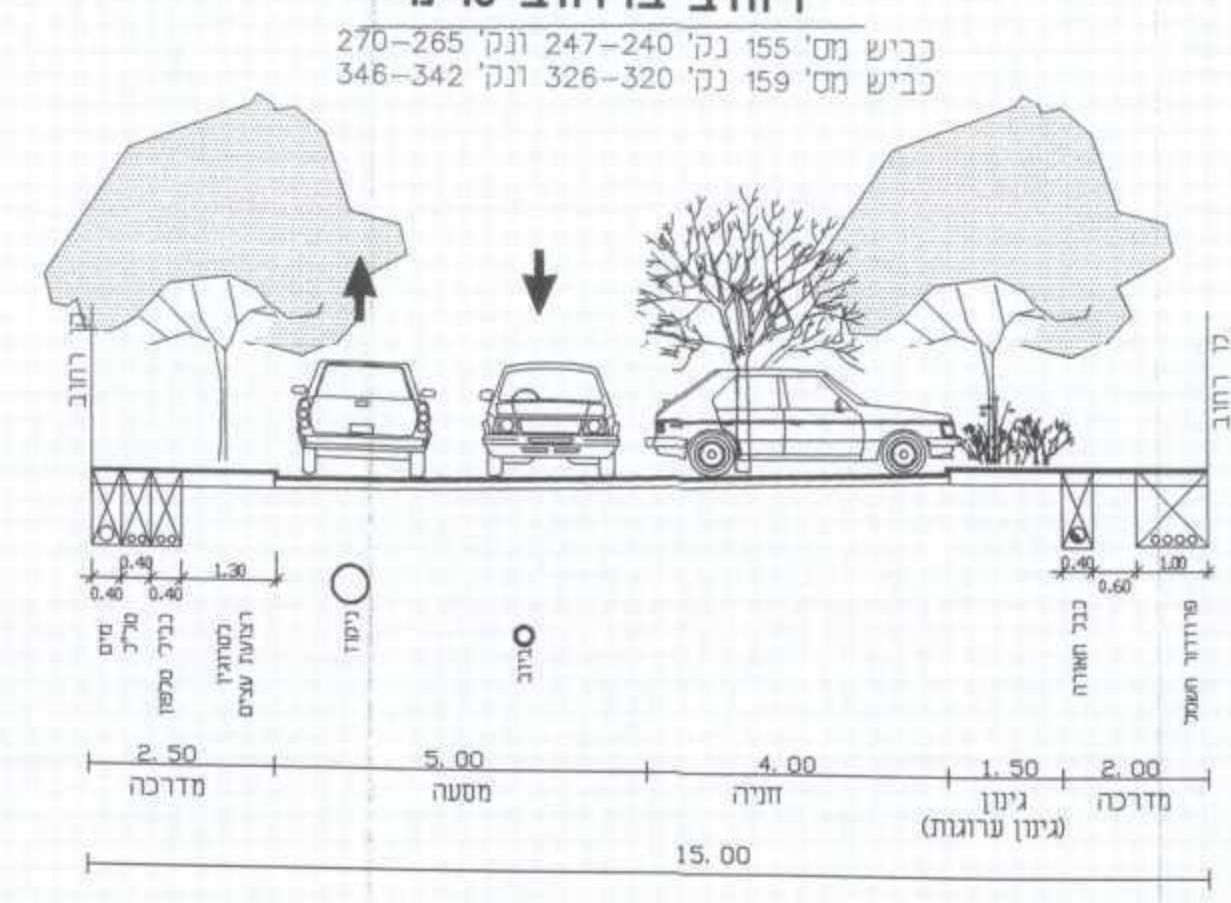 כביש מס' 155 נק' 240-247 ונק' 265-270
כביש מס' 159 נק' 320-326 ונק' 342-346
קו רחוב
קו רחוב
0.40
0.40
0.40
1.30
0.40
0.60
1.00
מים
טל"כ
כבלי טלפון
נטיעת עצים
ניקוז
ביוב
כבל תאורה
פרוזדור חשמל
2.50
5.00
4.00
1.50
2.00
מדרכה
מסעה
חניה
גינון
מדרכה
(גינון ערוגות)
15.00